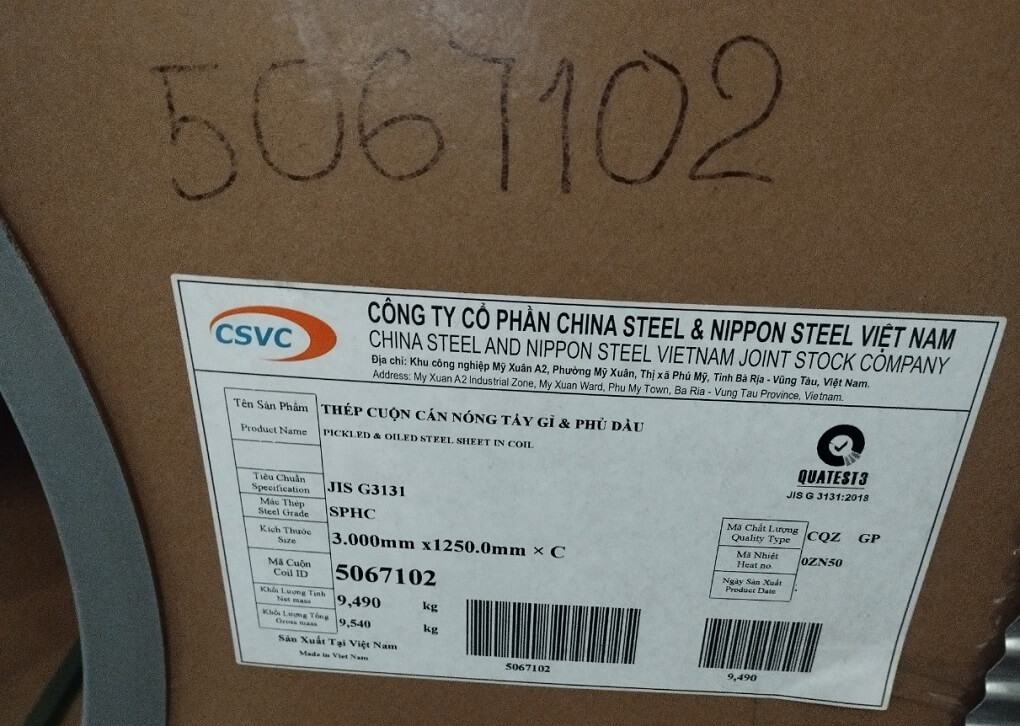 5067102
CSVC
CÔNG TY CỔ PHẦN CHINA STEEL & NIPPON STEEL VIỆT NAM
CHINA STEEL AND NIPPON STEEL VIETNAM JOINT STOCK COMPANY
Địa chỉ: Khu công nghiệp Mỹ Xuân A2, Phường Mỹ Xuân, Thị xã Phú Mỹ, Tỉnh Bà Rịa - Vũng Tàu, Việt Nam.
Address: My Xuan A2 Industrial Zone, My Xuan Ward, Phu My Town, Ba Ria - Vung Tau Province, Vietnam.
Tên Sản Phẩm THÉP CUỘN CÁN NÓNG TẨY GỈ & PHỦ DẦU
Product Name PICKLED & OILED STEEL SHEET IN COIL
QUATEST3
JIS G 3131:2018
Tiêu Chuẩn
Specification JIS G3131
Mác Thép
Steel Grade SPHC
Kích Thước
Size 3.000mm x1250.0mm × C
Mã Cuộn
Coil ID 5067102
Khối Lượng Tịnh
Net mass 9,490 kg
Khối Lượng Tổng
Gross mass 9,540 kg
Mã Chất Lượng
Quality Type CQZ GP
Mã Nhiệt
Heat no. 0ZN50
Ngày Sản Xuất
Product Date
Sản Xuất Tại Việt Nam
Made in Viet Nam
5067102
9,490